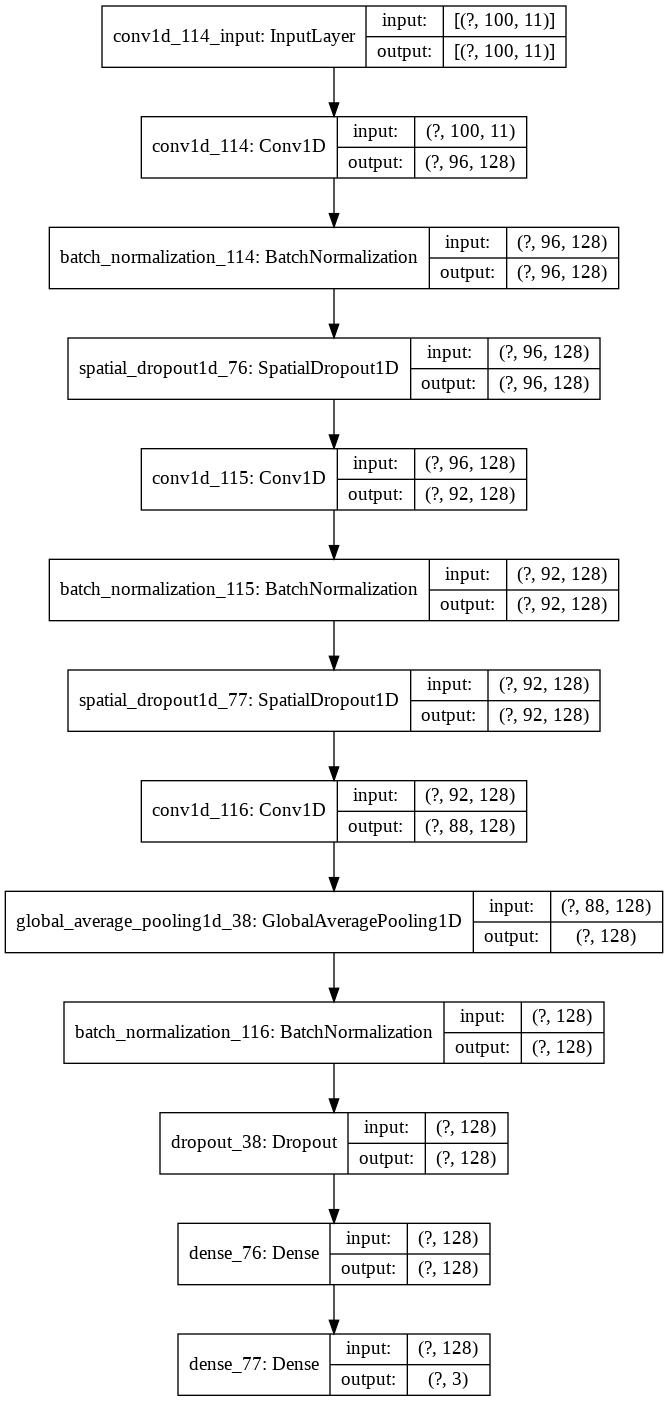 conv1d_114_input: InputLayer
input: [(?, 100, 11)]
output: [(?, 100, 11)]
conv1d_114: Conv1D
input: (?, 100, 11)
output: (?, 96, 128)
batch_normalization_114: BatchNormalization
input: (?, 96, 128)
output: (?, 96, 128)
spatial_dropout1d_76: SpatialDropout1D
input: (?, 96, 128)
output: (?, 96, 128)
conv1d_115: Conv1D
input: (?, 96, 128)
output: (?, 92, 128)
batch_normalization_115: BatchNormalization
input: (?, 92, 128)
output: (?, 92, 128)
spatial_dropout1d_77: SpatialDropout1D
input: (?, 92, 128)
output: (?, 92, 128)
conv1d_116: Conv1D
input: (?, 92, 128)
output: (?, 88, 128)
global_average_pooling1d_38: GlobalAveragePooling1D
input: (?, 88, 128)
output: (?, 128)
batch_normalization_116: BatchNormalization
input: (?, 128)
output: (?, 128)
dropout_38: Dropout
input: (?, 128)
output: (?, 128)
dense_76: Dense
input: (?, 128)
output: (?, 128)
dense_77: Dense
input: (?, 128)
output: (?, 3)